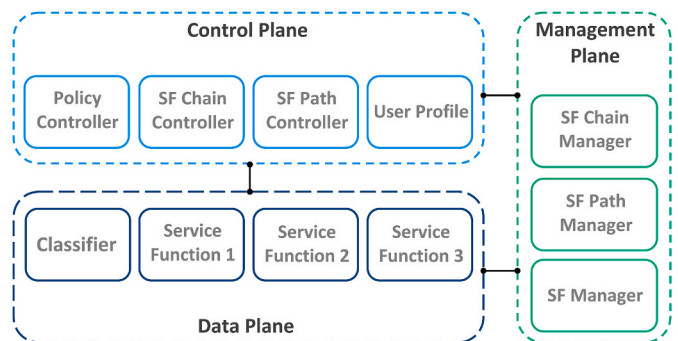 Control Plane
Policy
Controller
SF Chain
Controller
SF Path
Controller
User Profile
Classifier
Service
Function 1
Service
Function 2
Service
Function 3
Data Plane
Management
Plane
SF Chain
Manager
SF Path
Manager
SF Manager